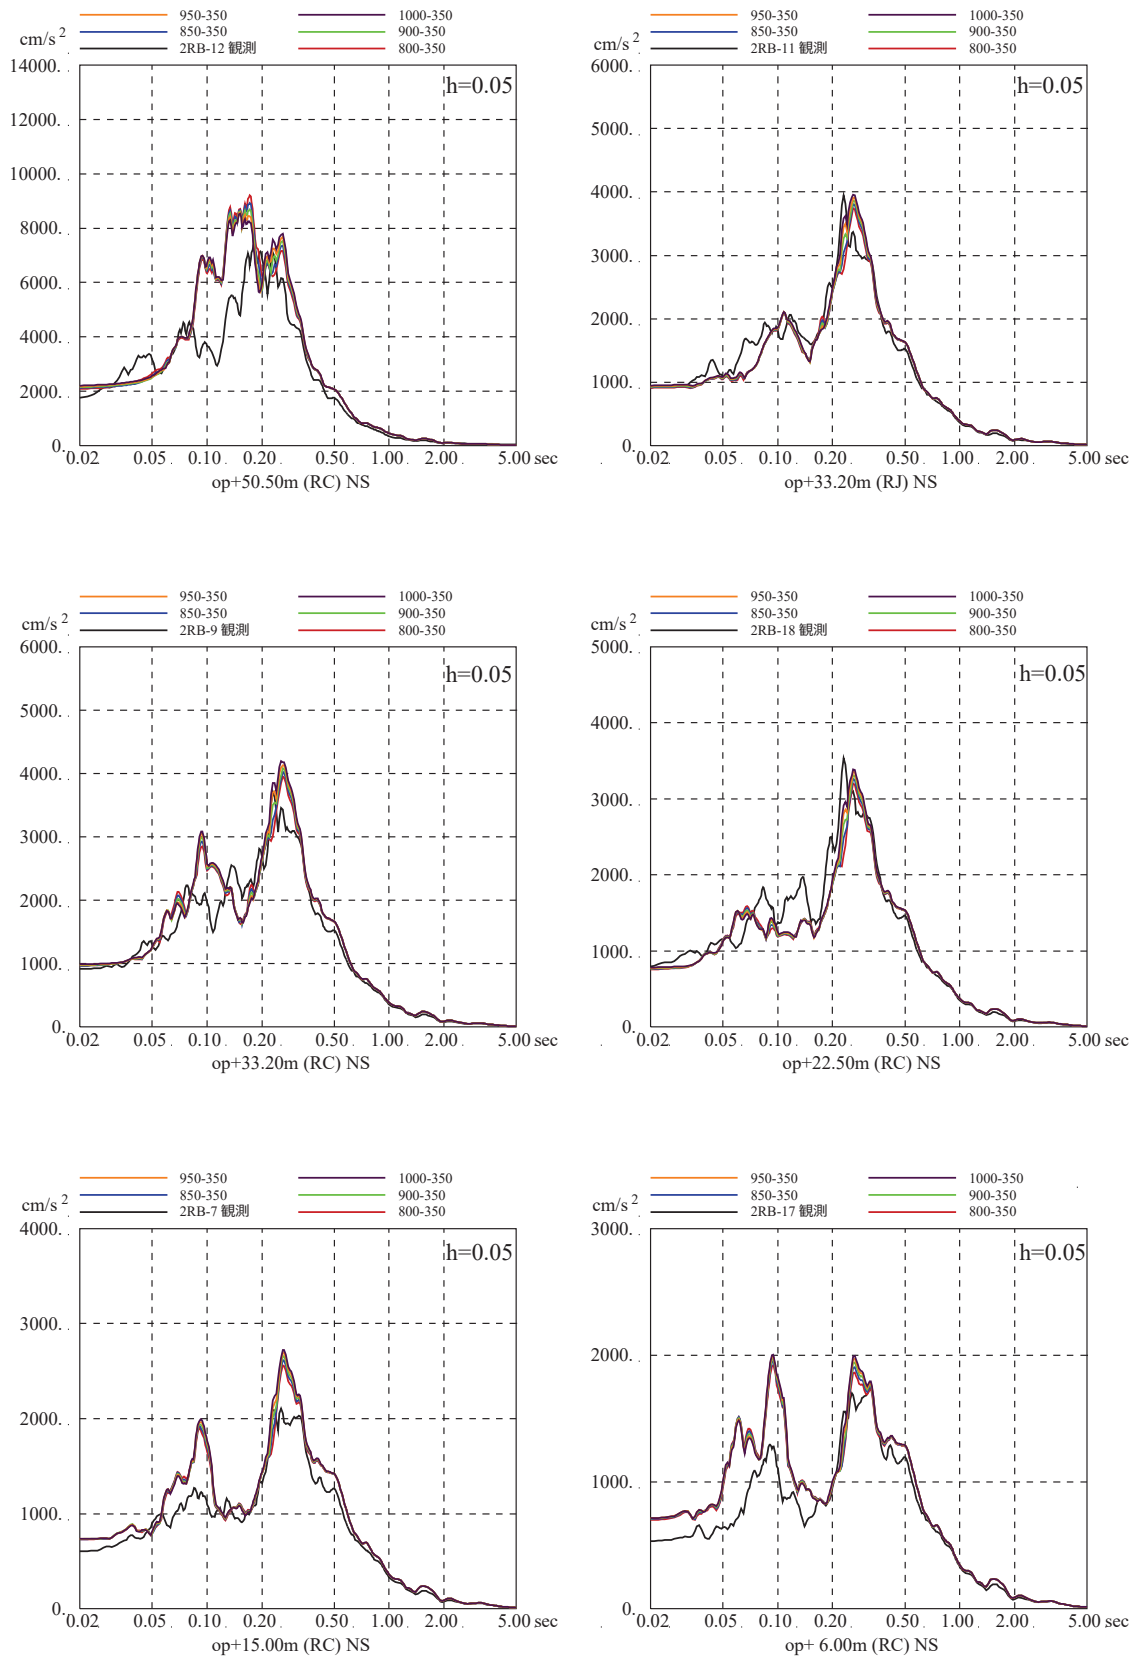 950-350 1000-350
850-350 900-350
2RB-12 観測 800-350
cm/s 2
h=0.05
14000.
12000.
10000.
8000.
6000.
4000.
2000.
0.
0.02 0.05 0.10 0.20 0.50 1.00 2.00 5.00 sec
op+50.50m (RC) NS
950-350 1000-350
850-350 900-350
2RB-11 観測 800-350
cm/s 2
h=0.05
6000.
5000.
4000.
3000.
2000.
1000.
0.
0.02 0.05 0.10 0.20 0.50 1.00 2.00 5.00 sec
op+33.20m (RJ) NS
950-350 1000-350
850-350 900-350
2RB-9 観測 800-350
cm/s 2
h=0.05
6000.
5000.
4000.
3000.
2000.
1000.
0.
0.02 0.05 0.10 0.20 0.50 1.00 2.00 5.00 sec
op+33.20m (RC) NS
950-350 1000-350
850-350 900-350
2RB-18 観測 800-350
cm/s 2
h=0.05
5000.
4000.
3000.
2000.
1000.
0.
0.02 0.05 0.10 0.20 0.50 1.00 2.00 5.00 sec
op+22.50m (RC) NS
950-350 1000-350
850-350 900-350
2RB-7 観測 800-350
cm/s 2
h=0.05
4000.
3000.
2000.
1000.
0.
0.02 0.05 0.10 0.20 0.50 1.00 2.00 5.00 sec
op+15.00m (RC) NS
950-350 1000-350
850-350 900-350
2RB-17 観測 800-350
cm/s 2
h=0.05
3000.
2000.
1000.
0.
0.02 0.05 0.10 0.20 0.50 1.00 2.00 5.00 sec
op+ 6.00m (RC) NS